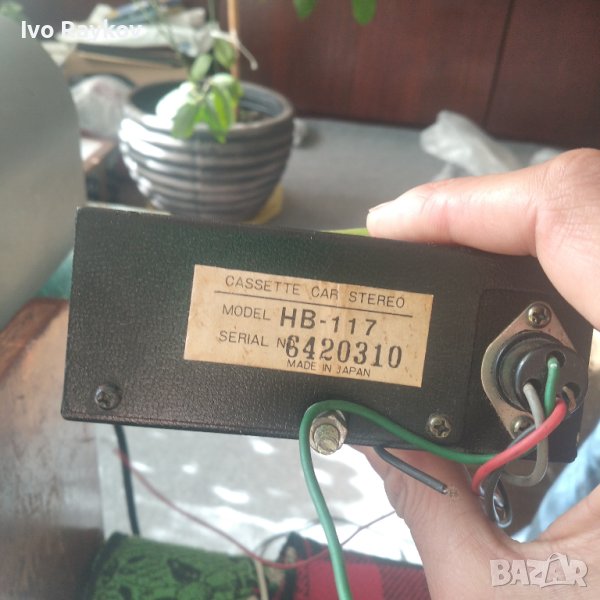 Ivo Raykov
CASSETTE CAR STEREO
MODEL HB-117
SERIAL NO 6420310
MADE IN JAPAN
BAZAR